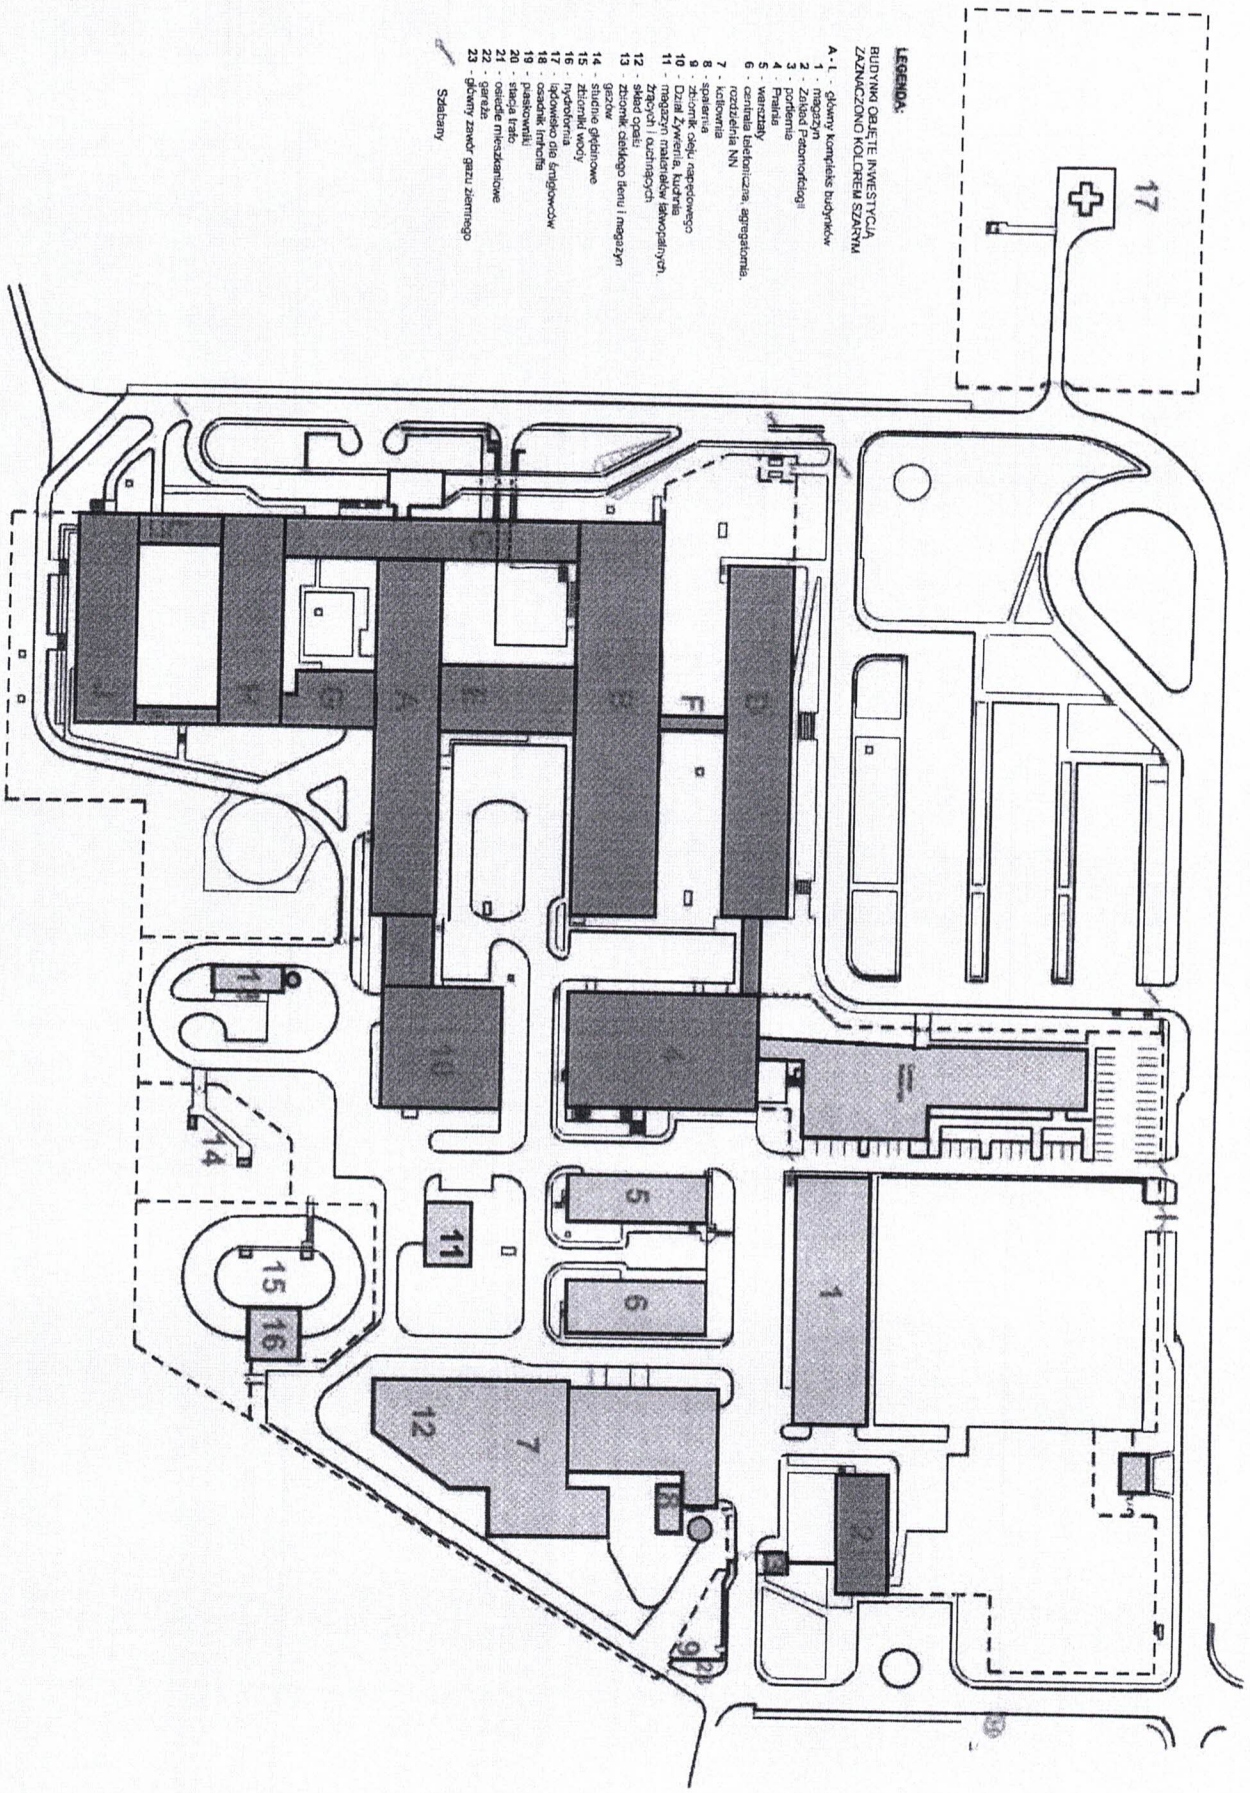 LEGENDA:
BUDYNKI OBJĘTE INWESTYCJĄ
ZAZNACZONO KOLOREM SZARYM
A - L - główny kompleks budynków
1 - magazyn
2 - Zakład Patomorfologii
3 - portiernia
4 - Pralnia
5 - warsztaty
6 - centrala telefoniczna, agregatornia,
rozdzielnia NN
7 - kotłownia
8 - spalarnia
9 - zbiornik oleju napędowego
10 - Dział Żywienia, kuchnia
11 - magazyn materiałów łatwopalnych,
żrących i cuchnących
12 - skład opału
13 - zbiornik ciekłego tlenu i magazyn
gazów
14 - studnie głębinowe
15 - zbiorniki wody
16 - hydrofornia
17 - lądowisko dla śmigłowców
18 - osadnik Imhoffa
19 - piaskowniki
20 - stacja trafo
21 - osiedle mieszkaniowe
22 - garaże
23 - główny zawór gazu ziemnego
Szlabany
17
C
J
G
A
E
B
F
D
10
4
14
5
11
15
16
6
1
12
7
8
2
9